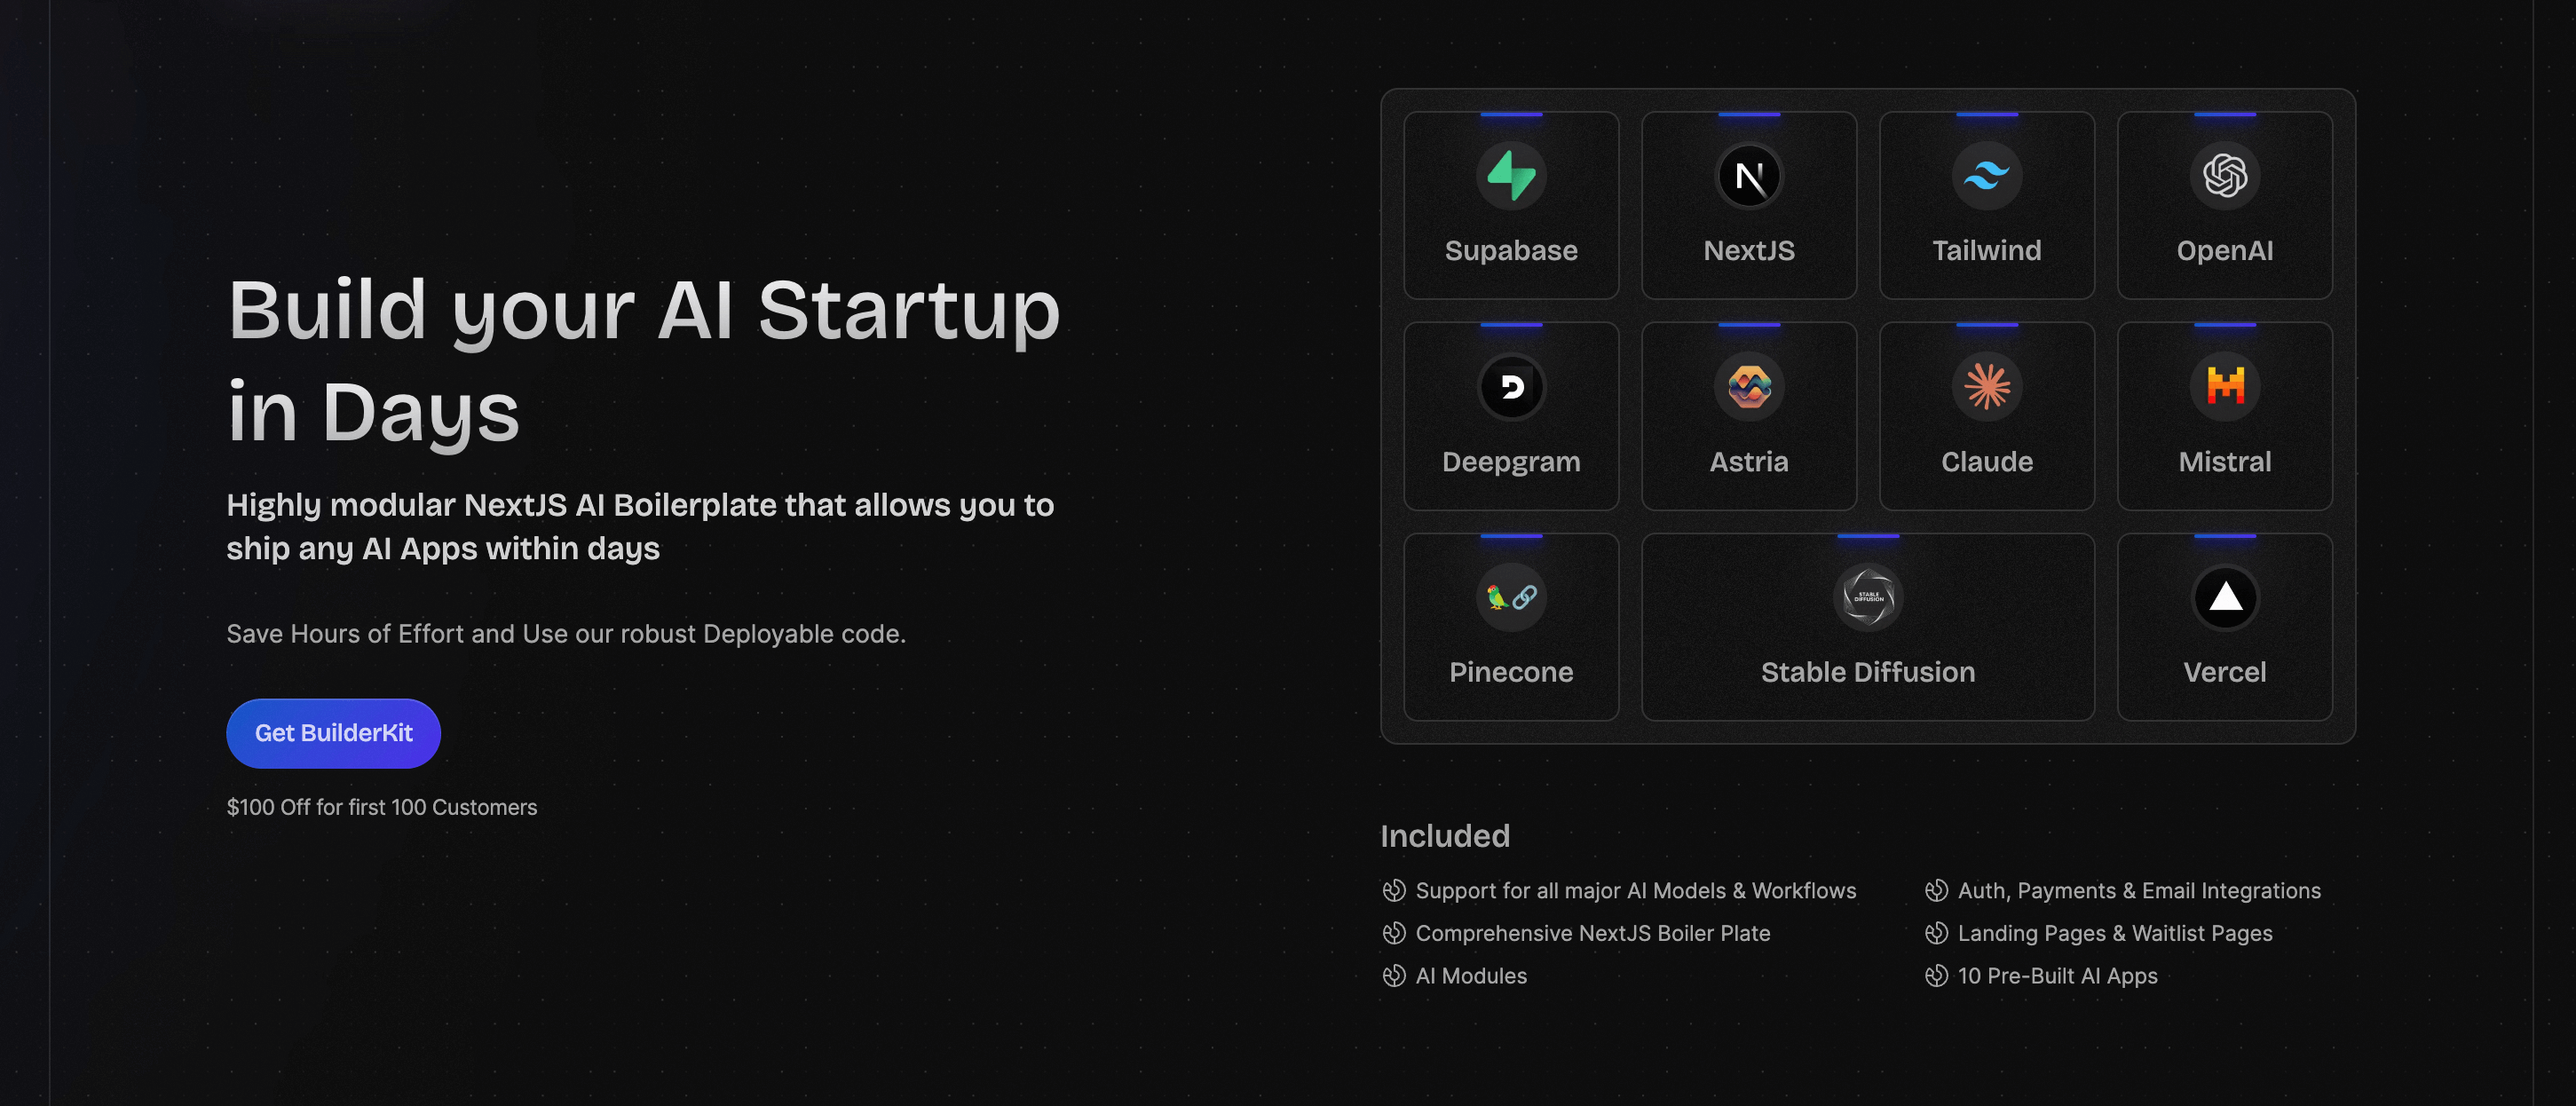 Build your AI Startup
in Days
Highly modular NextJS AI Boilerplate that allows you to
ship any AI Apps within days
Save Hours of Effort and Use our robust Deployable code.
Get BuilderKit
$100 Off for first 100 Customers
Supabase
NextJS
Tailwind
OpenAI
Deepgram
Astria
Claude
Mistral
Pinecone
STABLE
DIFFUSION
Stable Diffusion
Vercel
Included
Support for all major AI Models & Workflows
Auth, Payments & Email Integrations
Comprehensive NextJS Boiler Plate
Landing Pages & Waitlist Pages
AI Modules
10 Pre-Built AI Apps